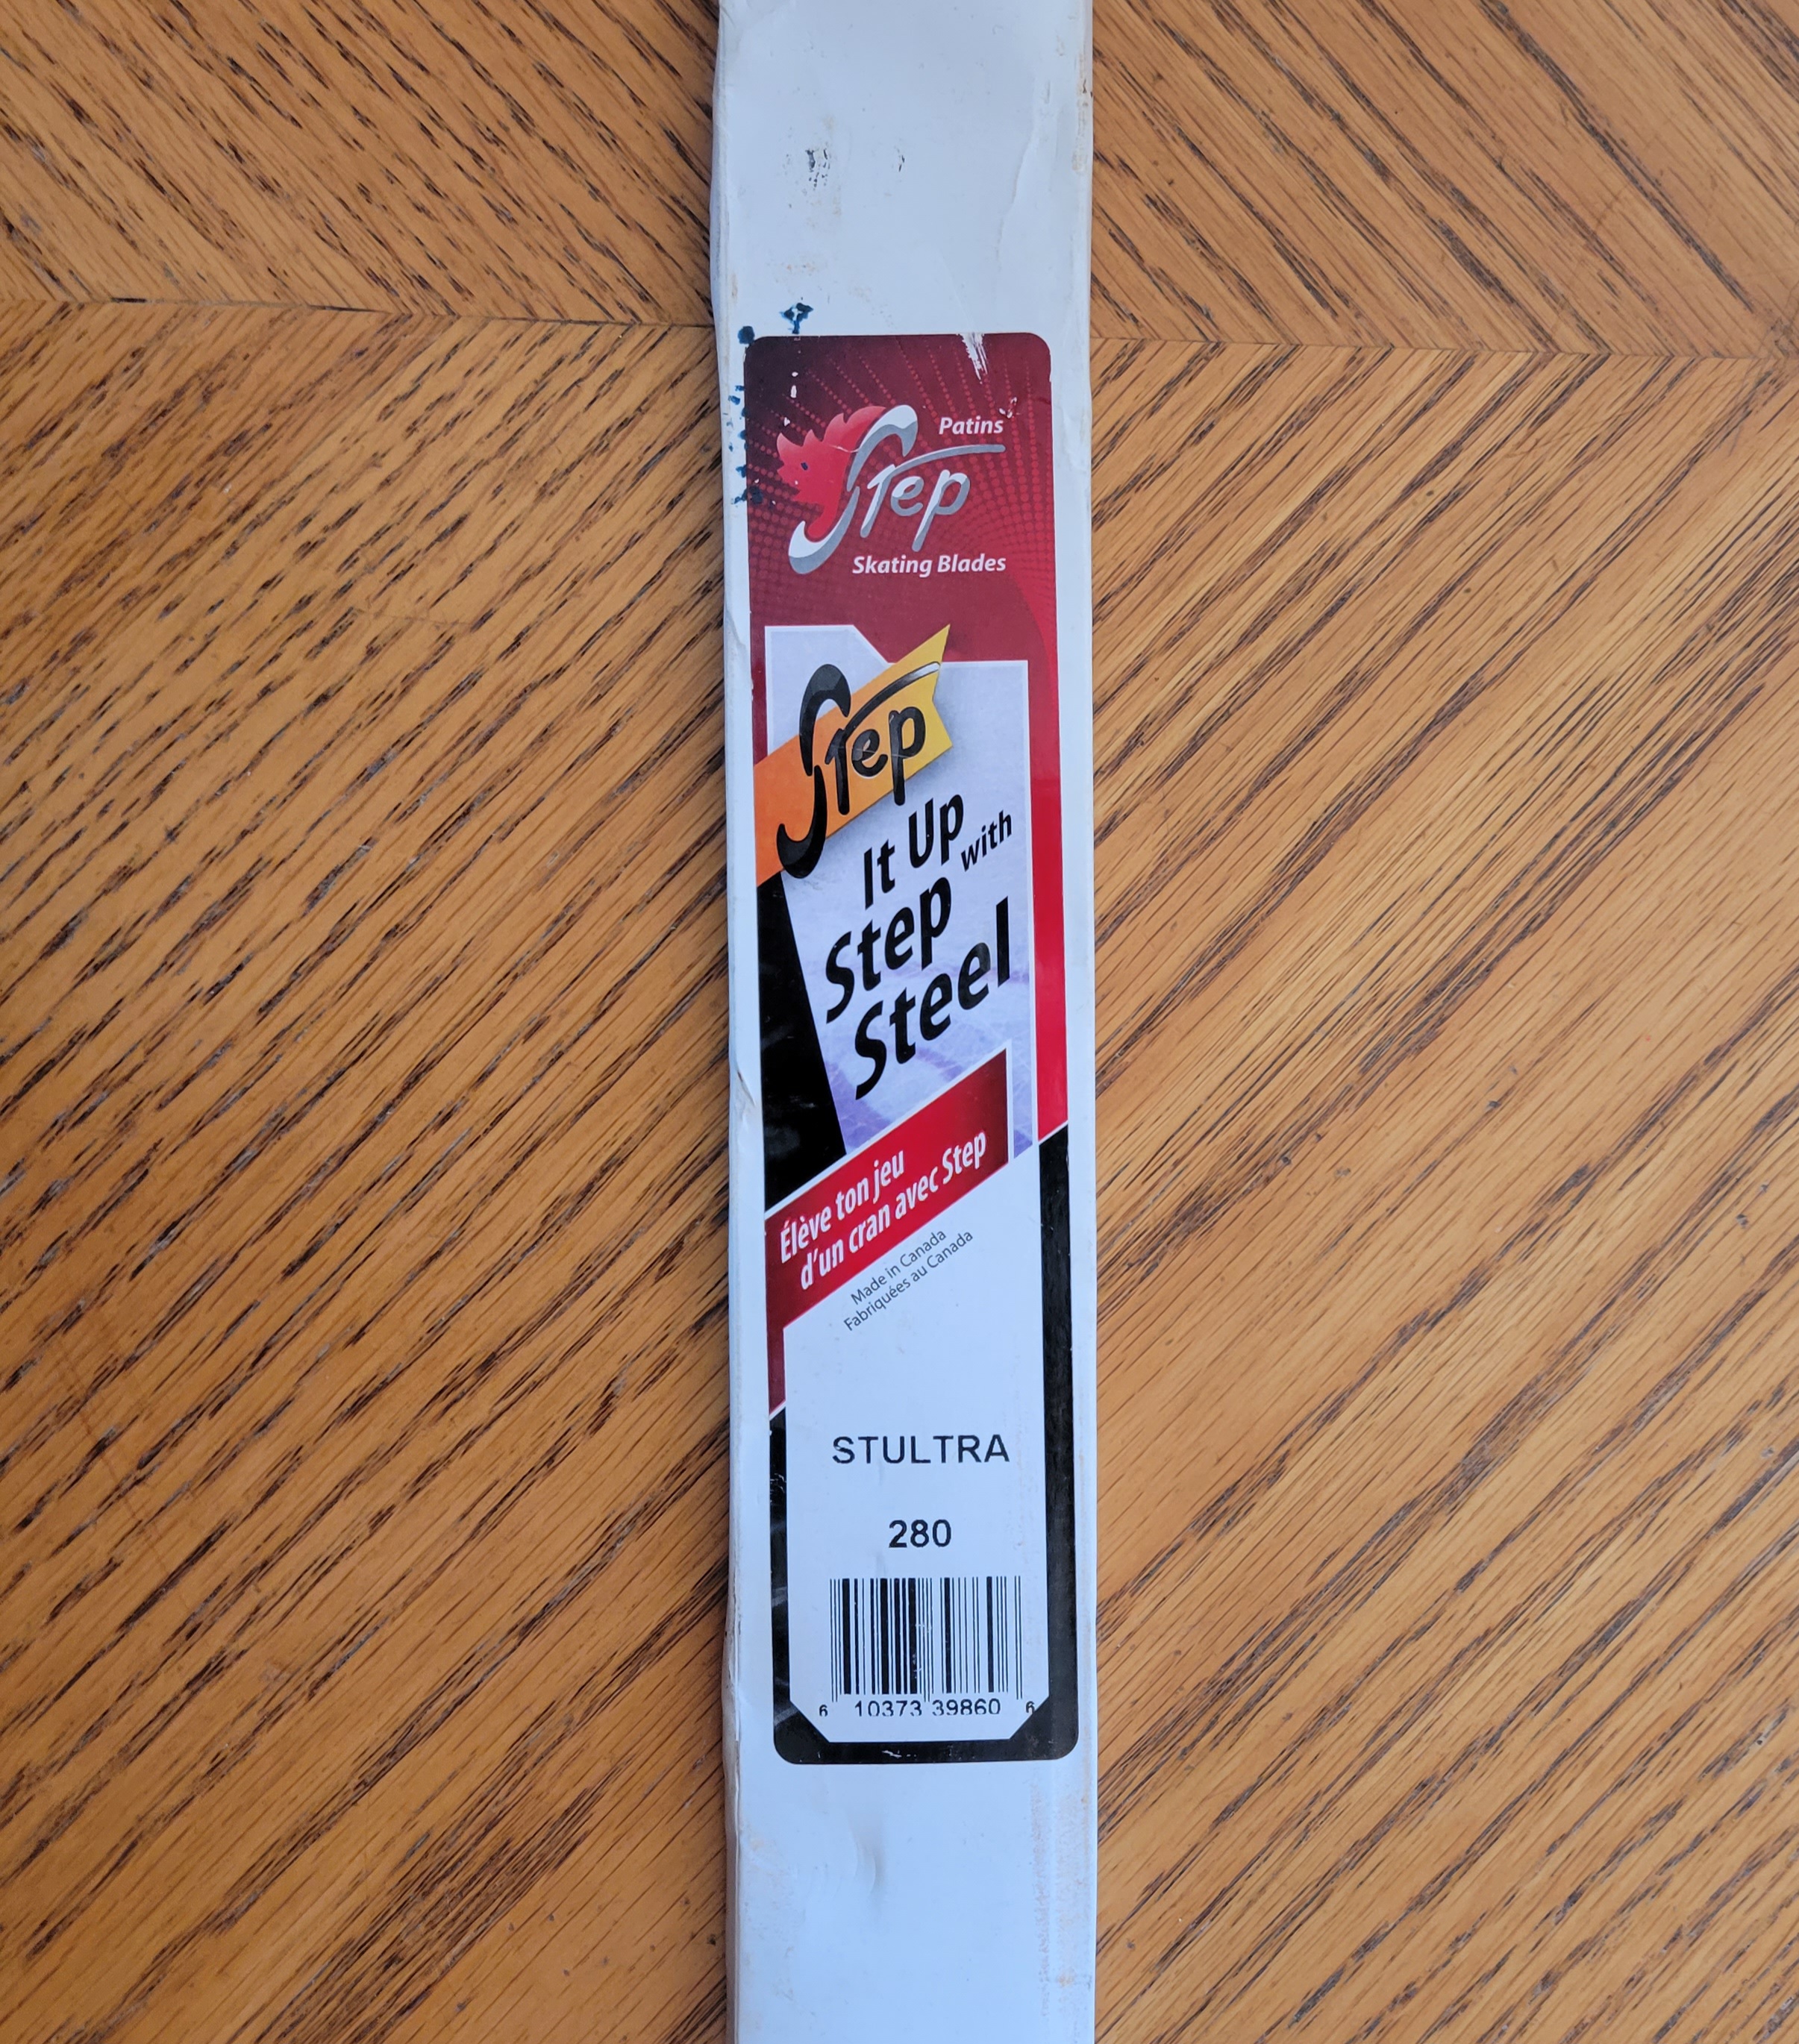 Patins
Step
Skating Blades
Step
It Up
with
Step
Steel
Élève ton jeu
d'un cran avec Step
Made in Canada
Fabriquées au Canada
STULTRA
280
6 10373 39860 6